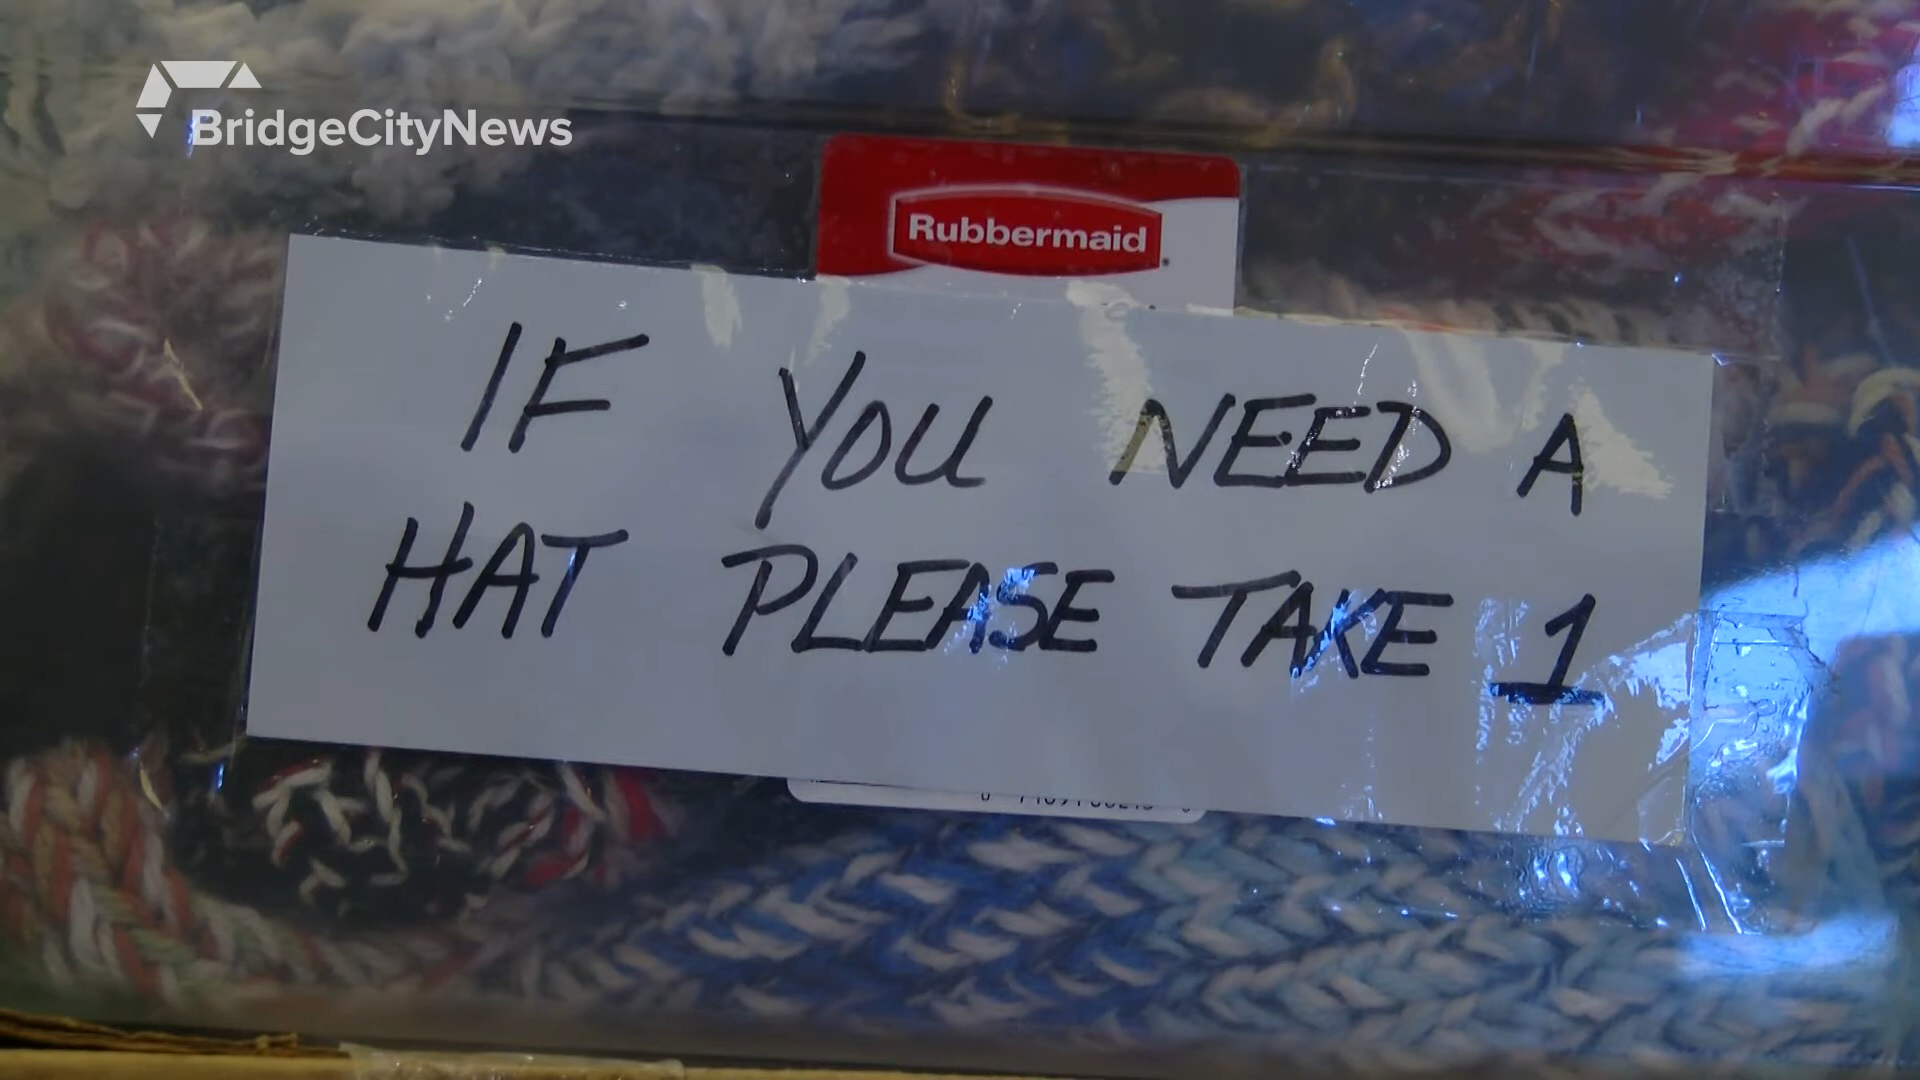 BridgeCityNews
Rubbermaid
IF YOU NEED A
HAT PLEASE TAKE 1